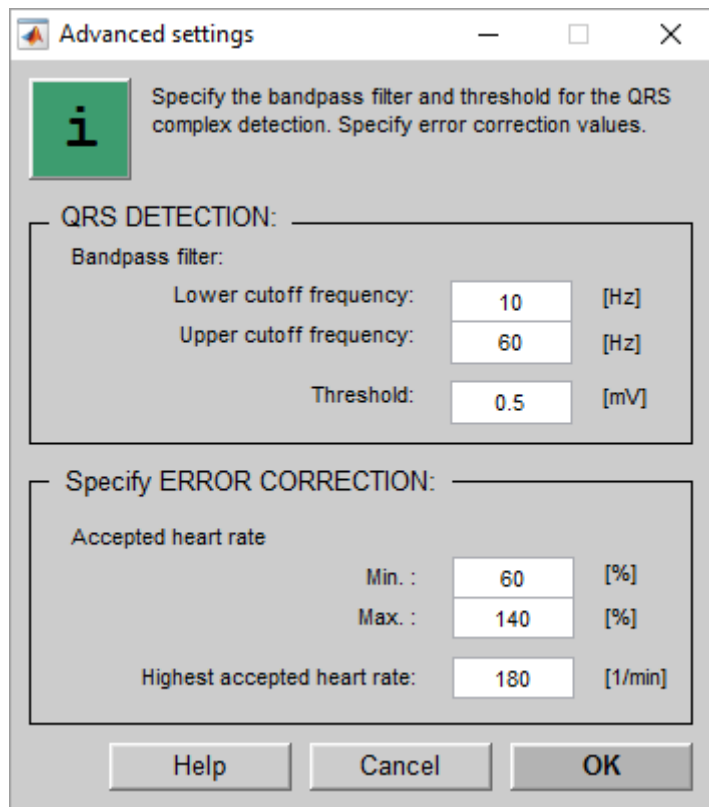 Advanced settings
i
Specify the bandpass filter and threshold for the QRS
complex detection. Specify error correction values.
QRS DETECTION:
Bandpass filter:
Lower cutoff frequency: 10 [Hz]
Upper cutoff frequency: 60 [Hz]
Threshold: 0.5 [mV]
Specify ERROR CORRECTION:
Accepted heart rate
Min. : 60 [%]
Max. : 140 [%]
Highest accepted heart rate: 180 [1/min]
Help Cancel OK